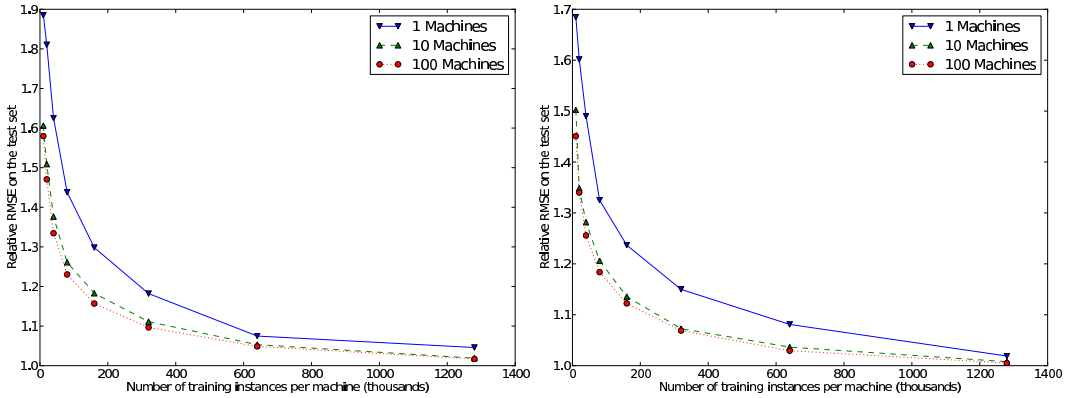 Relative RMSE on the test set
1.9
1.8
1.7
1.6
1.5
1.4
1.3
1.2
1.1
1.0
1 Machines
10 Machines
100 Machines
0 200 400 600 800 1000 1200 1400
Number of training instances per machine (thousands)
Relative RMSE on the test set
1.7
1.6
1.5
1.4
1.3
1.2
1.1
1.0
1 Machines
10 Machines
100 Machines
0 200 400 600 800 1000 1200 1400
Number of training instances per machine (thousands)